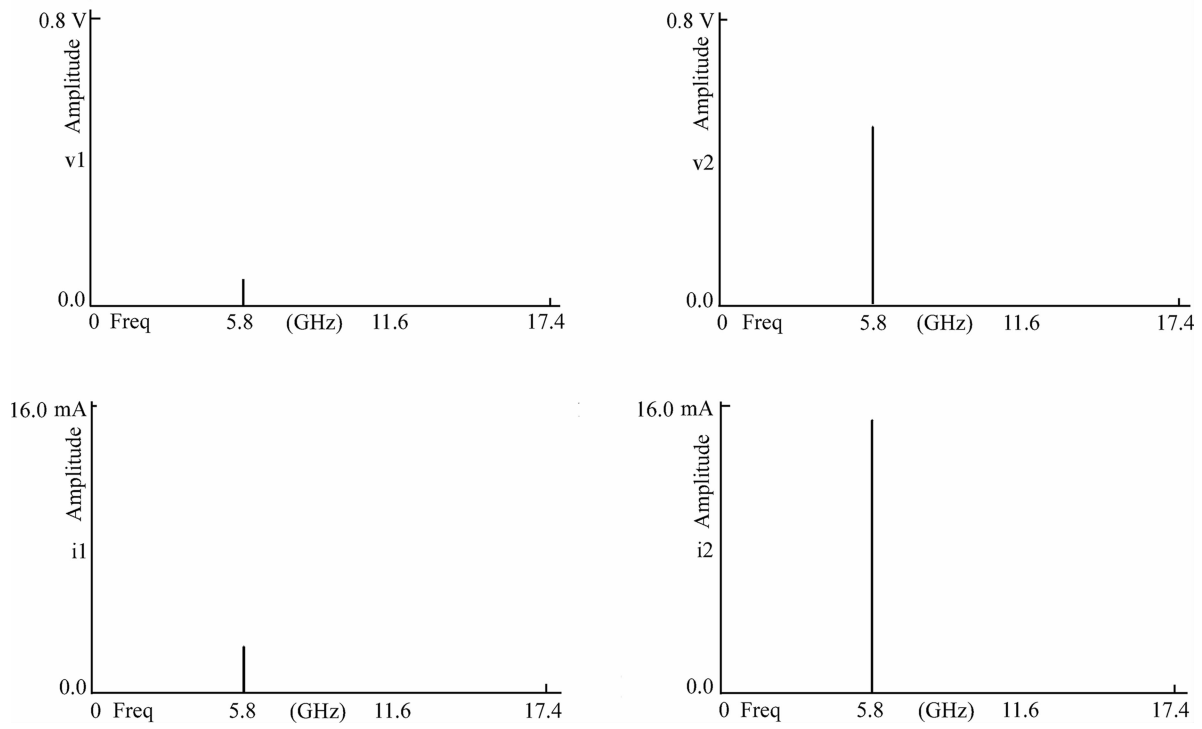 0.8 V
Amplitude
v1
0.0
0 Freq 5.8 (GHz) 11.6 17.4
0.8 V
Amplitude
v2
0.0
0 Freq 5.8 (GHz) 11.6 17.4
16.0 mA
Amplitude
i1
0.0
0 Freq 5.8 (GHz) 11.6 17.4
16.0 mA
Amplitude
i2
0.0
0 Freq 5.8 (GHz) 11.6 17.4